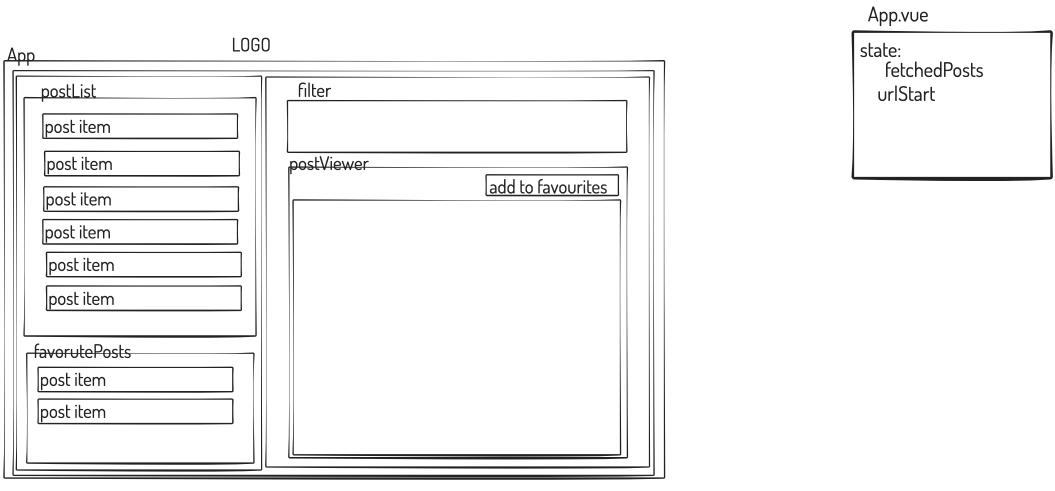 LOGO
App
postList
post item
post item
post item
post item
post item
post item
favorutePosts
post item
post item
filter
postViewer
add to favourites
App.vue
state:
fetchedPosts
urlStart